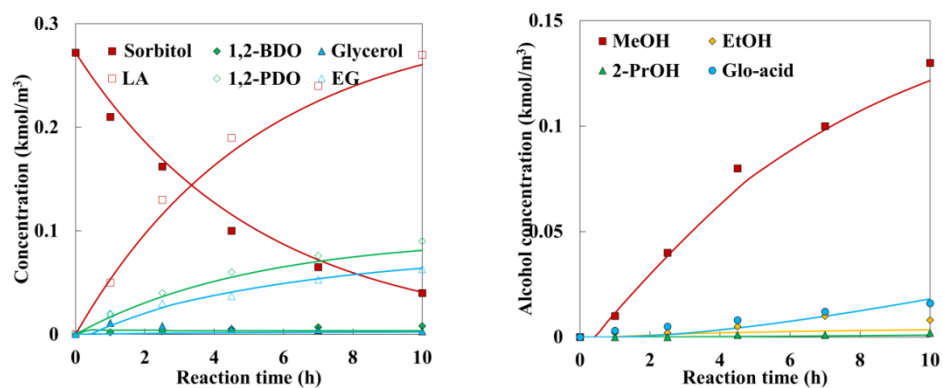 0.3
0.2
0.1
0
Concentration (kmol/m³)
Sorbitol
1,2-BDO
Glycerol
LA
1,2-PDO
EG
0 2 4 6 8 10
Reaction time (h)
0.15
0.1
0.05
0
Alcohol concentration (kmol/m³)
MeOH
EtOH
2-PrOH
Glo-acid
0 2 4 6 8 10
Reaction time (h)